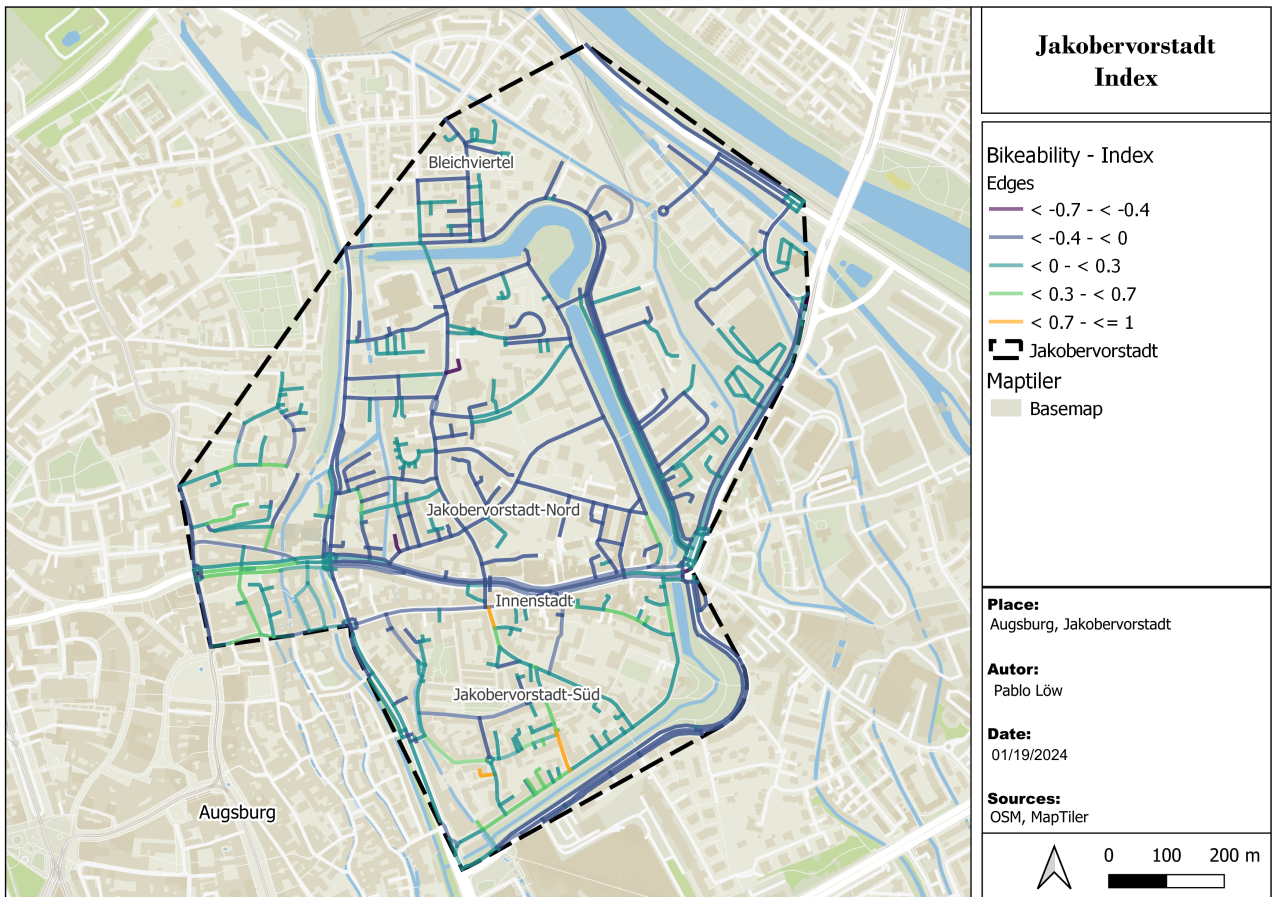 Jakobervorstadt
Index
Bikeability - Index
Edges
< -0.7 - < -0.4
< -0.4 - < 0
< 0 - < 0.3
< 0.3 - < 0.7
< 0.7 - <= 1
Jakobervorstadt
Maptiler
Basemap
Place:
Augsburg, Jakobervorstadt
Autor:
Pablo Löw
Date:
01/19/2024
Sources:
OSM, MapTiler
0 100 200 m
Bleichviertel
Jakobervorstadt-Nord
Innenstadt
Jakobervorstadt-Süd
Augsburg